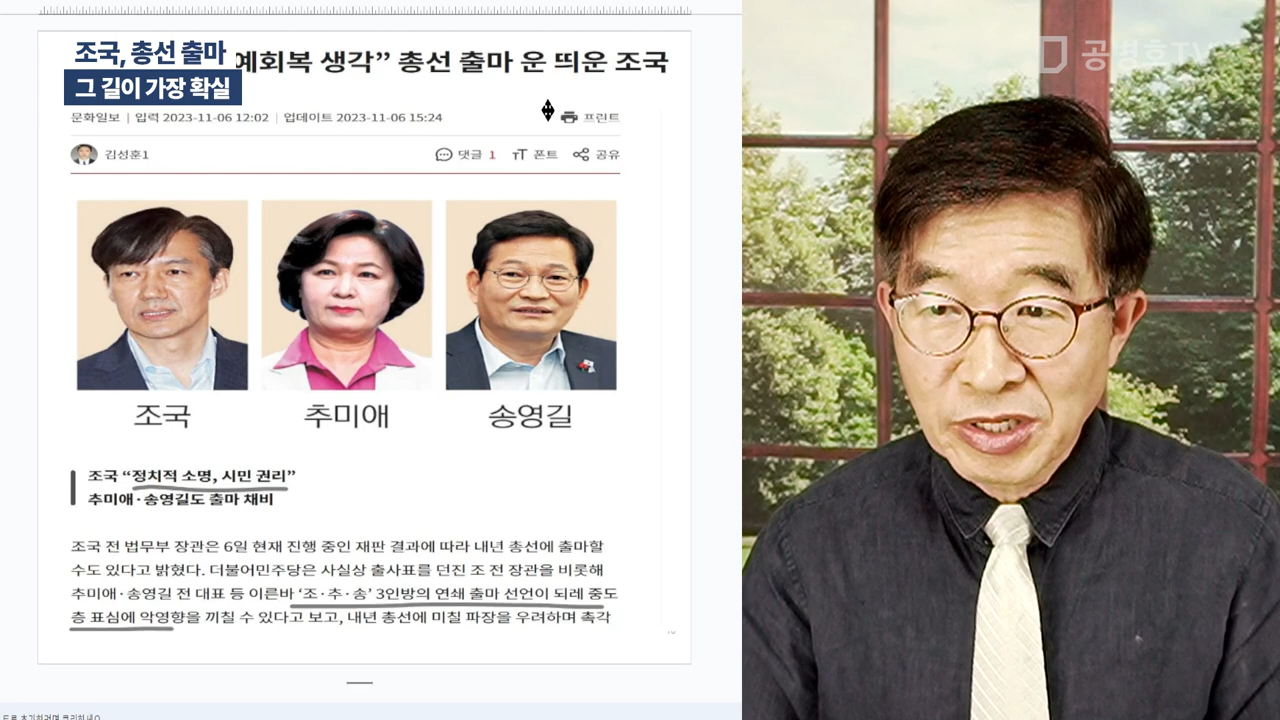 조국, 총선 출마
그 길이 가장 확실
예회복 생각” 총선 출마 운 띄운 조국
공병호TV
문화일보 | 입력 2023-11-06 12:02 | 업데이트 2023-11-06 15:24
프린트
김성훈1
댓글 1 폰트 공유
조국 추미애 송영길
조국 “정치적 소명, 시민 권리”
추미애·송영길도 출마 채비
조국 전 법무부 장관은 6일 현재 진행 중인 재판 결과에 따라 내년 총선에 출마할
수도 있다고 밝혔다. 더불어민주당은 사실상 출사표를 던진 조 전 장관을 비롯해
추미애·송영길 전 대표 등 이른바 ‘조·추·송’ 3인방의 연쇄 출마 선언이 되레 중도
층 표심에 악영향을 끼칠 수 있다고 보고, 내년 총선에 미칠 파장을 우려하며 촉각